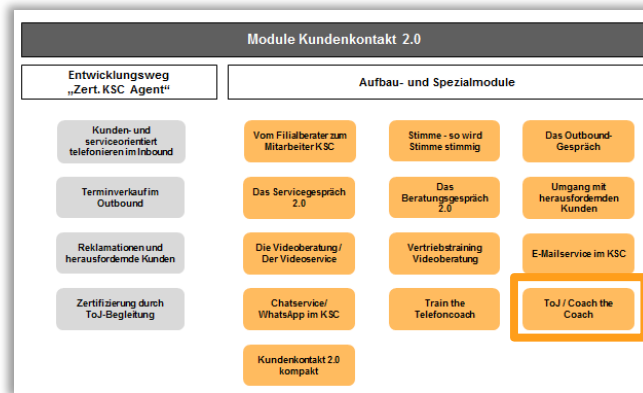 Module Kundenkontakt 2.0
Entwicklungsweg
„Zert. KSC Agent“
Aufbau- und Spezialmodule
Kunden- und
serviceorientiert
telefonieren im Inbound
Vom Filialberater zum
Mitarbeiter KSC
Stimme - so wird
Stimme stimmig
Das Outbound-
Gespräch
Terminverkauf im
Outbound
Das Servicegespräch
2.0
Das
Beratungsgespräch
2.0
Umgang mit
herausfordernden
Kunden
Reklamationen und
herausfordernde Kunden
Die Videoberatung /
Der Videoservice
Vertriebstraining
Videoberatung
E-Mailservice im KSC
Zertifizierung durch
ToJ-Begleitung
Chatservice/
WhatsApp im KSC
Train the
Telefoncoach
ToJ / Coach the
Coach
Kundenkontakt 2.0
kompakt